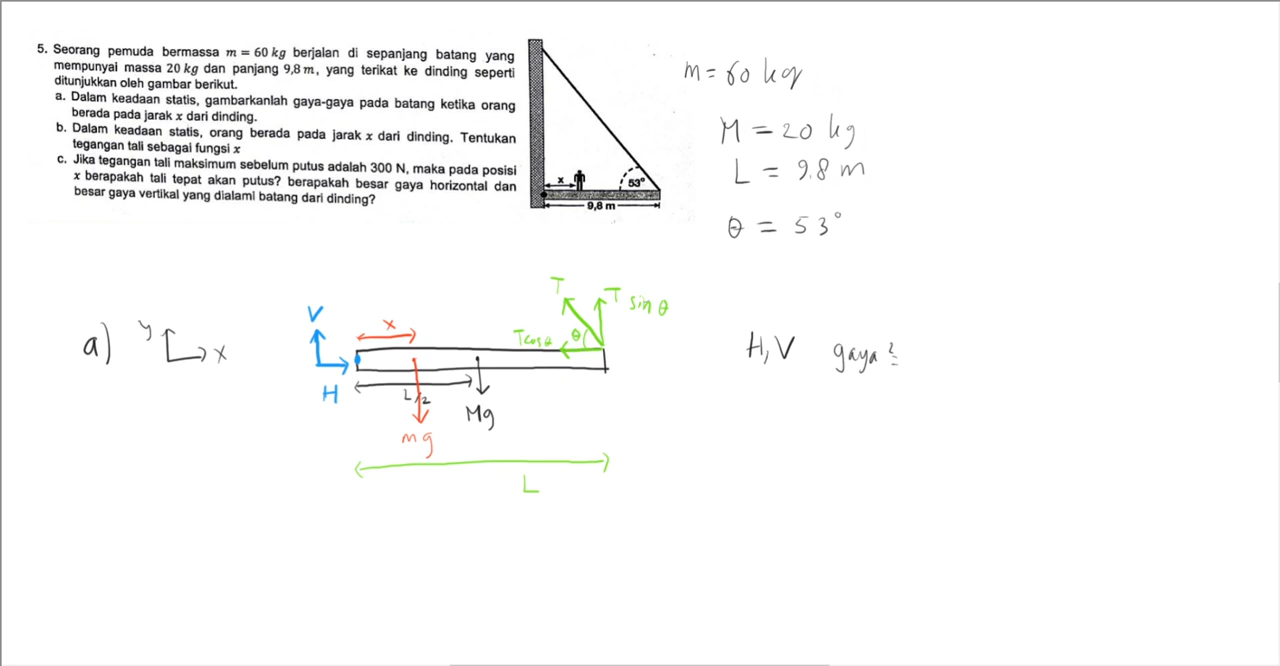 5. Seorang pemuda bermassa m = 60 kg berjalan di sepanjang batang yang
mempunyai massa 20 kg dan panjang 9,8 m, yang terikat ke dinding seperti
ditunjukkan oleh gambar berikut.
a. Dalam keadaan statis, gambarkanlah gaya-gaya pada batang ketika orang
berada pada jarak x dari dinding.
b. Dalam keadaan statis, orang berada pada jarak x dari dinding. Tentukan
tegangan tali sebagai fungsi x
c. Jika tegangan tali maksimum sebelum putus adalah 300 N, maka pada posisi
x berapakah tali tepat akan putus? berapakah besar gaya horizontal dan
besar gaya vertikal yang dialami batang dari dinding?
x
53°
9,8 m
m = 60 kg
M = 20 kg
L = 9.8 m
θ = 53°
a)
y
x
V
H
x
L/2
mg
Mg
T
T sin θ
T cos θ
θ
L
H, V gaya?